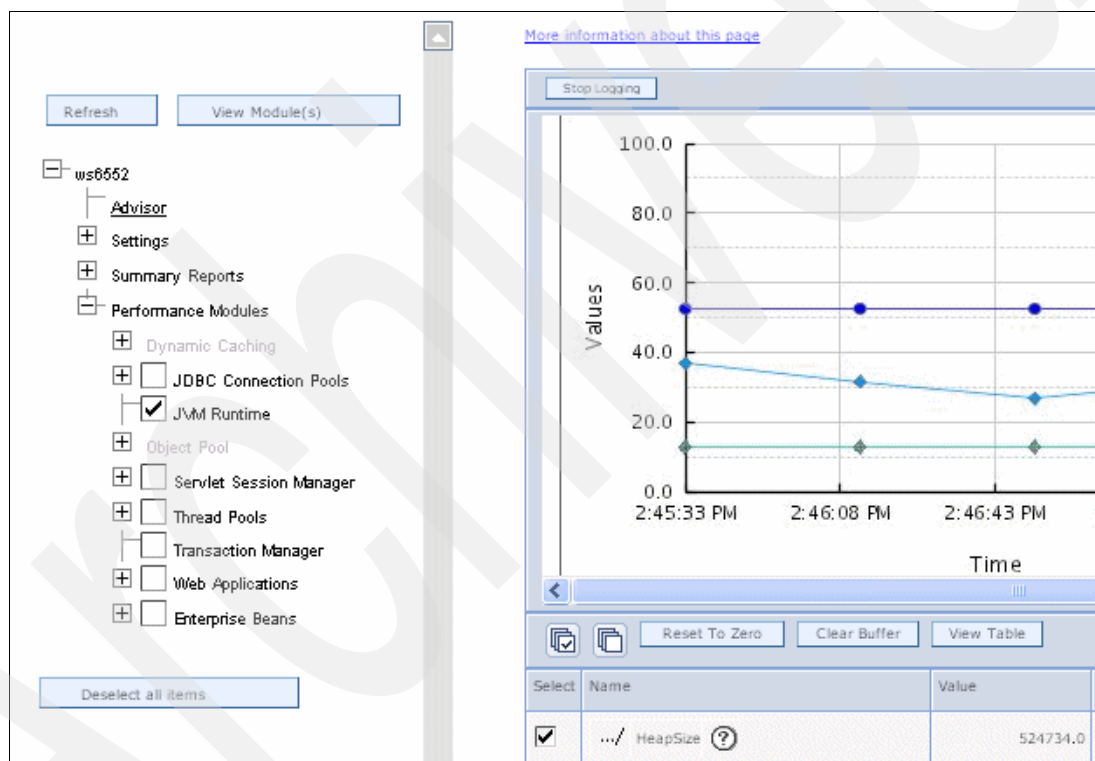 More information about this page
Refresh
View Module(s)
ws6552
Advisor
Settings
Summary Reports
Performance Modules
Dynamic Caching
JDBC Connection Pools
JVM Runtime
Object Pool
Servlet Session Manager
Thread Pools
Transaction Manager
Web Applications
Enterprise Beans
Deselect all items
Stop Logging
100.0
80.0
60.0
40.0
20.0
0.0
Values
2:45:33 PM 2:46:08 PM 2:46:43 PM
Time
Reset To Zero Clear Buffer View Table
Select Name Value
.../ HeapSize ? 524734.0